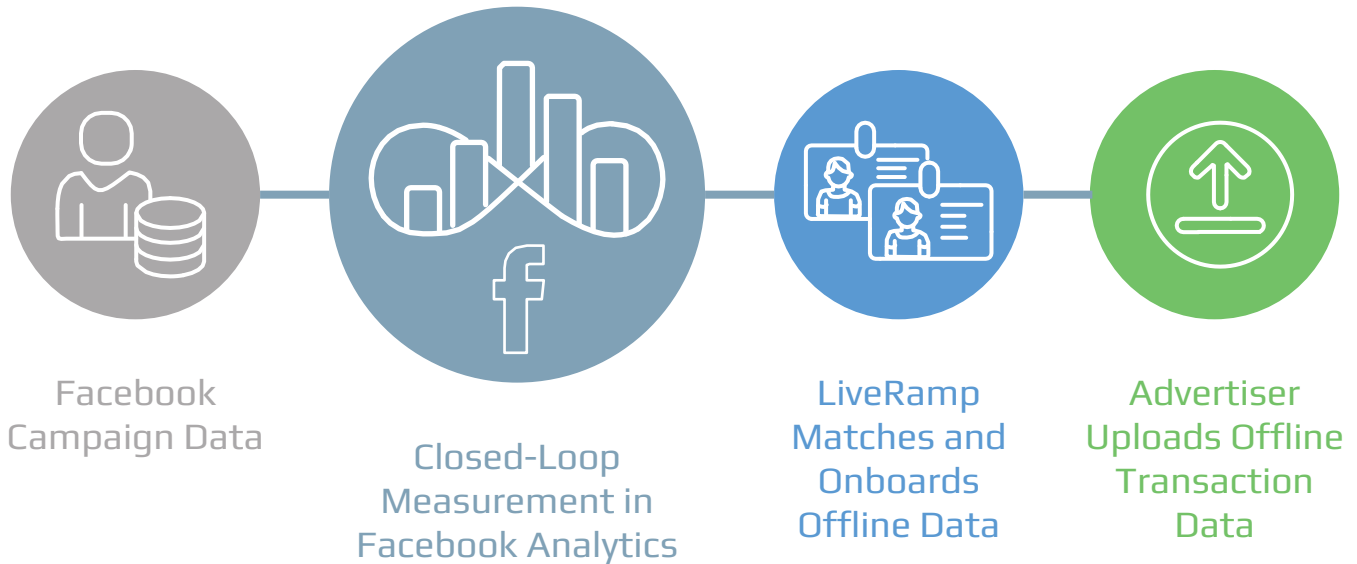 Facebook
Campaign Data
Closed-Loop
Measurement in
Facebook Analytics
LiveRamp
Matches and
Onboards
Offline Data
Advertiser
Uploads Offline
Transaction
Data